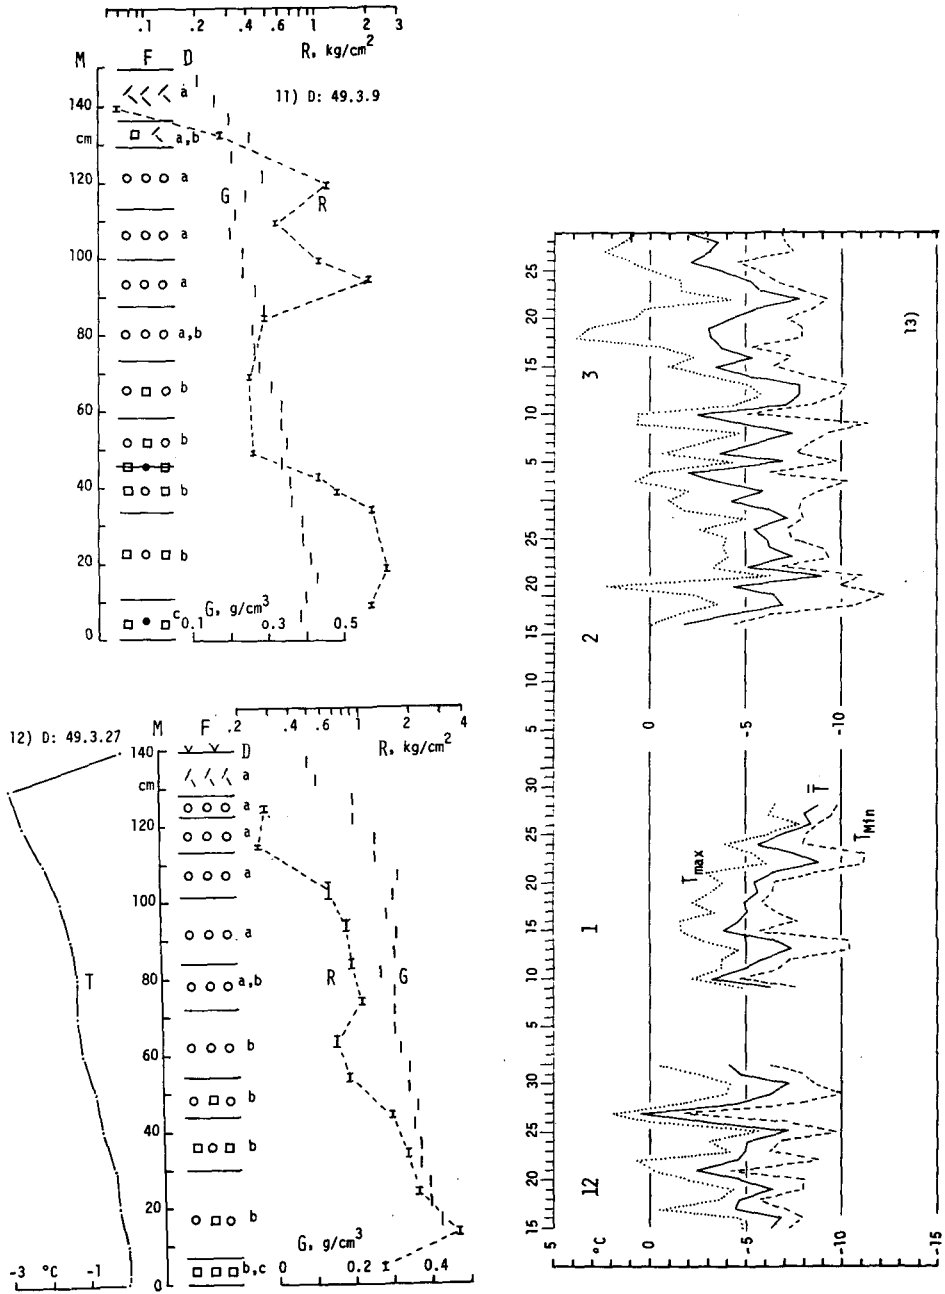 .1 .2 .4 .6 1 2 3
R, kg/cm2
M F D
11) D: 49.3.9
a
140
cm
a,b
120
a
G
R
a
100
a
80
a,b
60
b
b
40
b
20
b
c
0.1 G, g/cm3 0.3 0.5
0
.2 .4 .6 1 2 4
R, kg/cm2
12) D: 49.3.27
M F D
140
cm
a
120
a
a
a
100
a
80
T
R
G
a,b
60
b
40
b
b
20
b
G, g/cm3
b,c
0
-3 °C -1
0 0.2 0.4
13)
5 °C 0 -5 -10 -15
12
15 20 25 30
1
5 10 15 20 25 30
Tmax
T̅
TMin
0 -5 -10
2
5 10 15 20 25
3
5 10 15 20 25